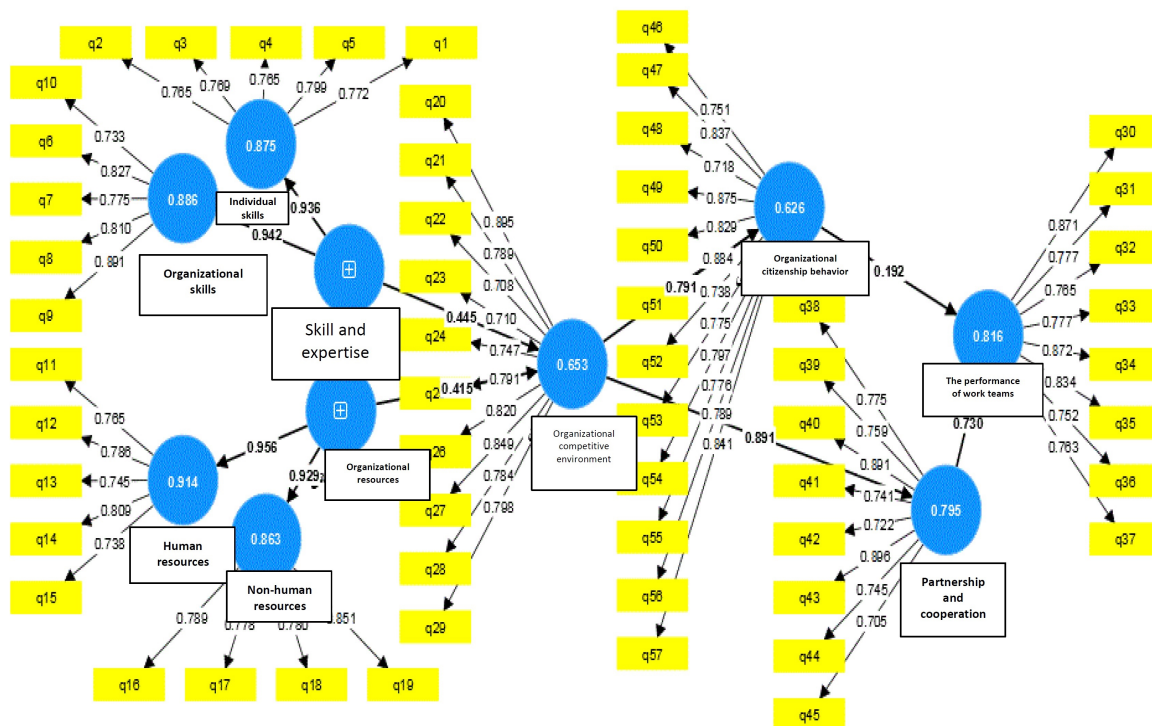 q2
q3
q4
q5
q1
0.765
0.769
0.765
0.799
0.772
q10
q6
q7
q8
q9
0.733
0.827
0.775
0.810
0.891
0.875
0.886
Individual
skills
0.936
0.942
Organizational
skills
Skill and
expertise
0.445
0.415
q11
q12
q13
q14
q15
0.765
0.786
0.745
0.809
0.738
0.914
0.956
0.929
Organizational
resources
Human
resources
0.863
Non-human
resources
0.789
0.778
0.780
0.851
q16
q17
q18
q19
q20
q21
q22
q23
q24
q2
q26
q27
q28
q29
0.895
0.789
0.708
0.710
0.747
0.791
0.820
0.849
0.784
0.798
0.653
Organizational
competitive
environment
0.791
0.891
q46
q47
q48
q49
q50
q51
q52
q53
q54
q55
q56
q57
0.751
0.837
0.718
0.875
0.829
0.884
0.738
0.775
0.797
0.776
0.789
0.841
0.626
Organizational
citizenship behavior
0.192
q38
q39
q40
q41
q42
q43
q44
q45
0.775
0.759
0.891
0.741
0.722
0.896
0.745
0.705
0.795
Partnership
and
cooperation
0.730
0.816
The performance
of work teams
0.871
0.777
0.765
0.777
0.872
0.834
0.752
0.763
q30
q31
q32
q33
q34
q35
q36
q37